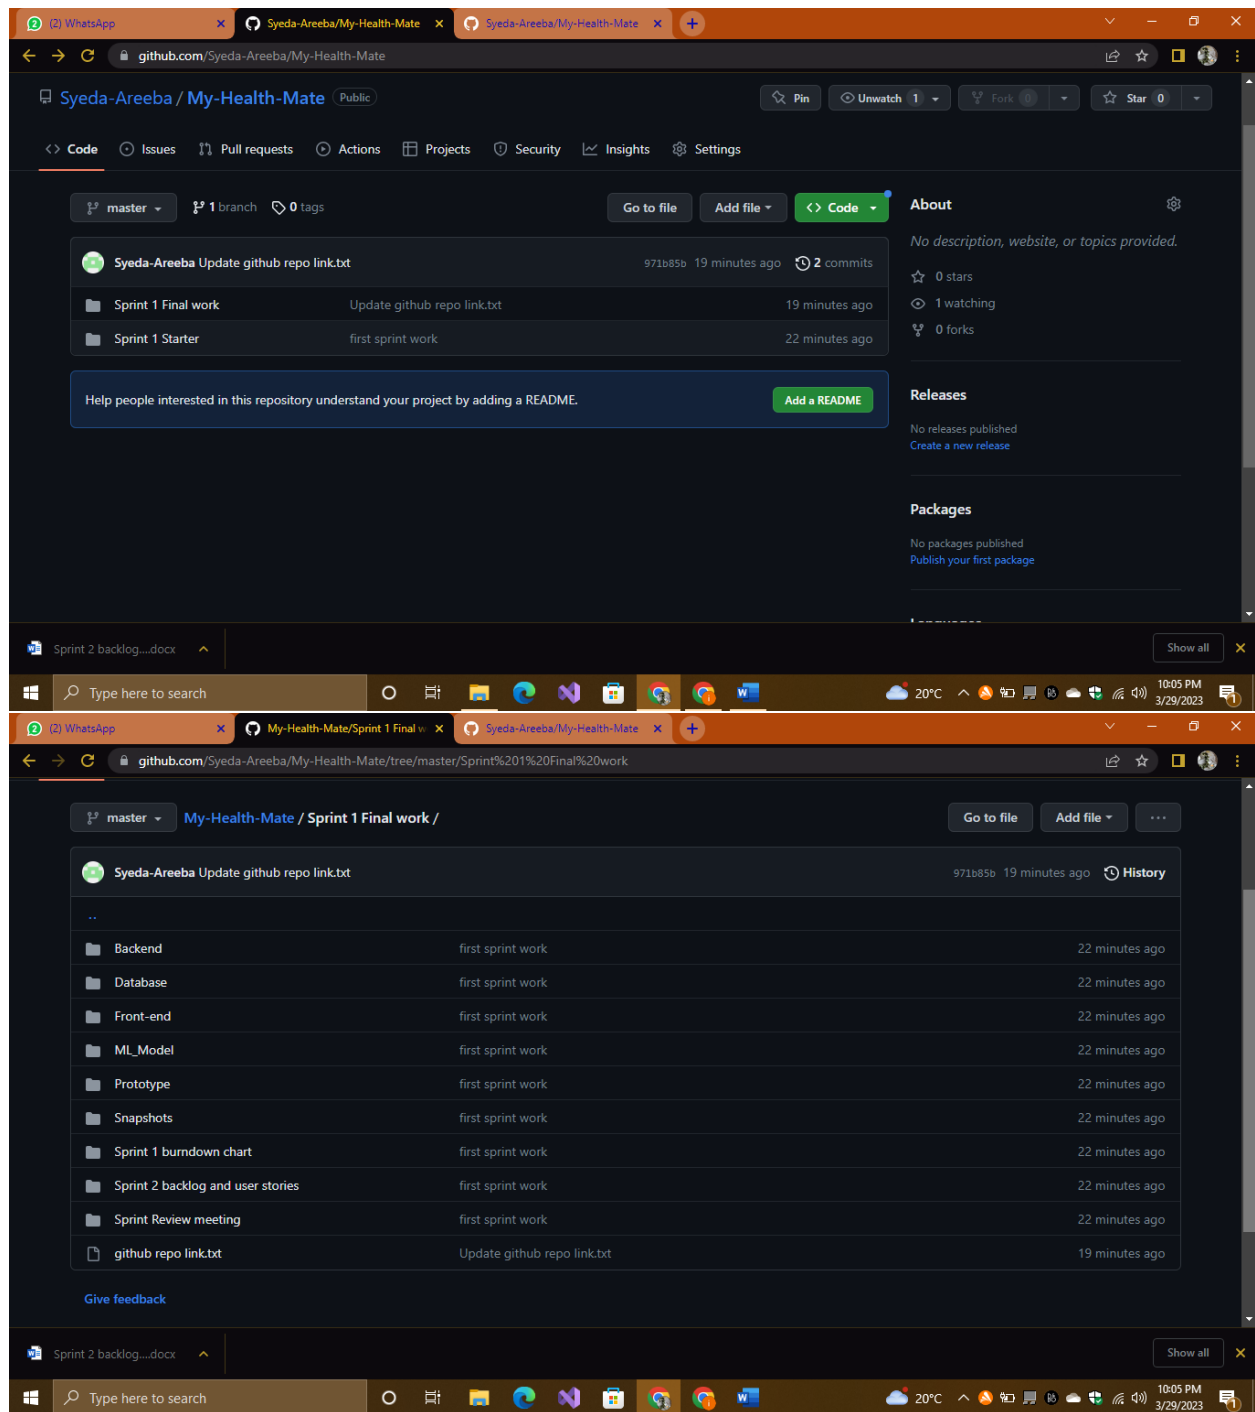 (2) WhatsApp
Syeda-Areeba/My-Health-Mate
Syeda-Areeba/My-Health-Mate
github.com/Syeda-Areeba/My-Health-Mate
Syeda-Areeba / My-Health-Mate Public
Pin Unwatch 1 Fork 0 Star 0
Code Issues Pull requests Actions Projects Security Insights Settings
master 1 branch 0 tags Go to file Add file Code
Syeda-Areeba Update github repo link.txt 971b85b 19 minutes ago 2 commits
Sprint 1 Final work Update github repo link.txt 19 minutes ago
Sprint 1 Starter first sprint work 22 minutes ago
Help people interested in this repository understand your project by adding a README. Add a README
About
No description, website, or topics provided.
0 stars
1 watching
0 forks
Releases
No releases published
Create a new release
Packages
No packages published
Publish your first package
Languages
Sprint 2 backlog....docx Show all
Type here to search 20°C 10:05 PM
3/29/2023 1
(2) WhatsApp
My-Health-Mate/Sprint 1 Final w
Syeda-Areeba/My-Health-Mate
github.com/Syeda-Areeba/My-Health-Mate/tree/master/Sprint%201%20Final%20work
master My-Health-Mate / Sprint 1 Final work / Go to file Add file ...
Syeda-Areeba Update github repo link.txt 971b85b 19 minutes ago History
..
Backend first sprint work 22 minutes ago
Database first sprint work 22 minutes ago
Front-end first sprint work 22 minutes ago
ML_Model first sprint work 22 minutes ago
Prototype first sprint work 22 minutes ago
Snapshots first sprint work 22 minutes ago
Sprint 1 burndown chart first sprint work 22 minutes ago
Sprint 2 backlog and user stories first sprint work 22 minutes ago
Sprint Review meeting first sprint work 22 minutes ago
github repo link.txt Update github repo link.txt 19 minutes ago
Give feedback
Sprint 2 backlog....docx Show all
Type here to search 20°C 10:05 PM
3/29/2023 1